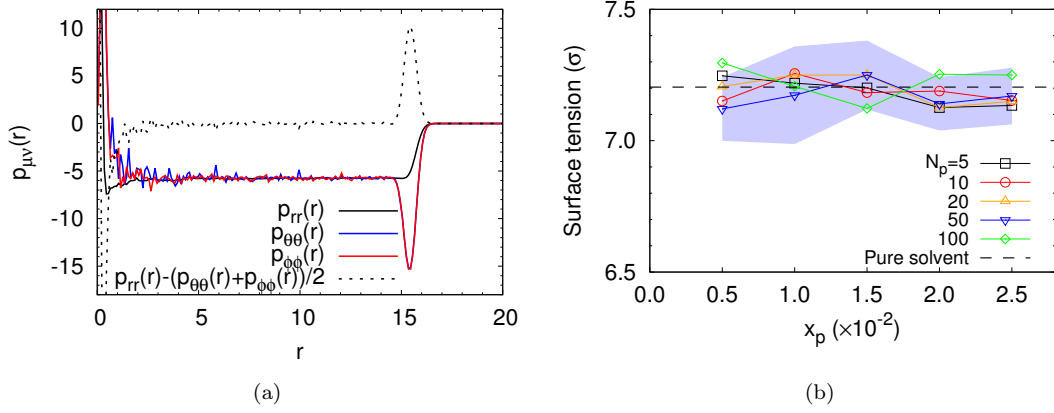 10
5
0
-5
-10
-15
p_μν(r)
p_rr(r)
p_θθ(r)
p_ϕϕ(r)
p_rr(r)-(p_θθ(r)+p_ϕϕ(r))/2
0 5 10 15 20
r
(a)
7.5
7.0
6.5
Surface tension (σ)
N_p=5
10
20
50
100
Pure solvent
0.0 0.5 1.0 1.5 2.0 2.5
x_p (×10⁻²)
(b)